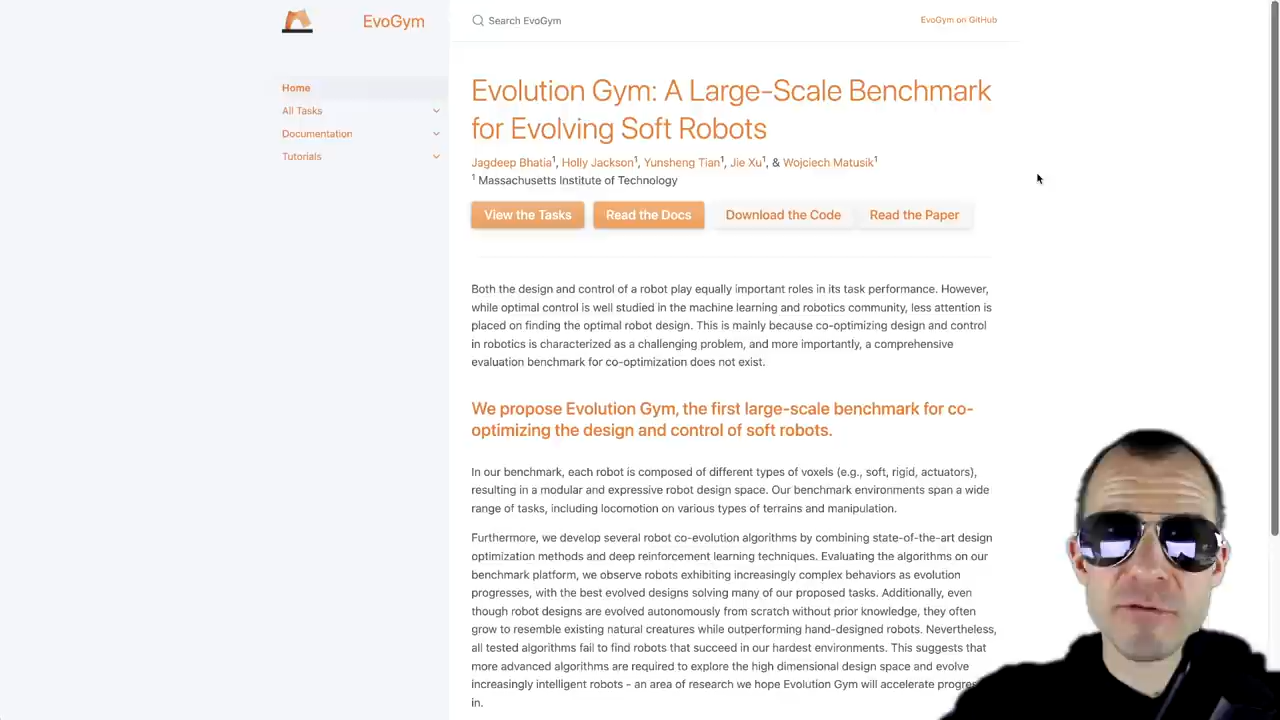 EvoGym
Search EvoGym
EvoGym on GitHub
Home
All Tasks
Documentation
Tutorials
Evolution Gym: A Large-Scale Benchmark
for Evolving Soft Robots
Jagdeep Bhatia1, Holly Jackson1, Yunsheng Tian1, Jie Xu1, & Wojciech Matusik1
1 Massachusetts Institute of Technology
View the Tasks
Read the Docs
Download the Code
Read the Paper
Both the design and control of a robot play equally important roles in its task performance. However,
while optimal control is well studied in the machine learning and robotics community, less attention is
placed on finding the optimal robot design. This is mainly because co-optimizing design and control
in robotics is characterized as a challenging problem, and more importantly, a comprehensive
evaluation benchmark for co-optimization does not exist.
We propose Evolution Gym, the first large-scale benchmark for co-
optimizing the design and control of soft robots.
In our benchmark, each robot is composed of different types of voxels (e.g., soft, rigid, actuators),
resulting in a modular and expressive robot design space. Our benchmark environments span a wide
range of tasks, including locomotion on various types of terrains and manipulation.
Furthermore, we develop several robot co-evolution algorithms by combining state-of-the-art design
optimization methods and deep reinforcement learning techniques. Evaluating the algorithms on our
benchmark platform, we observe robots exhibiting increasingly complex behaviors as evolution
progresses, with the best evolved designs solving many of our proposed tasks. Additionally, even
though robot designs are evolved autonomously from scratch without prior knowledge, they often
grow to resemble existing natural creatures while outperforming hand-designed robots. Nevertheless,
all tested algorithms fail to find robots that succeed in our hardest environments. This suggests that
more advanced algorithms are required to explore the high dimensional design space and evolve
increasingly intelligent robots - an area of research we hope Evolution Gym will accelerate progre
in.